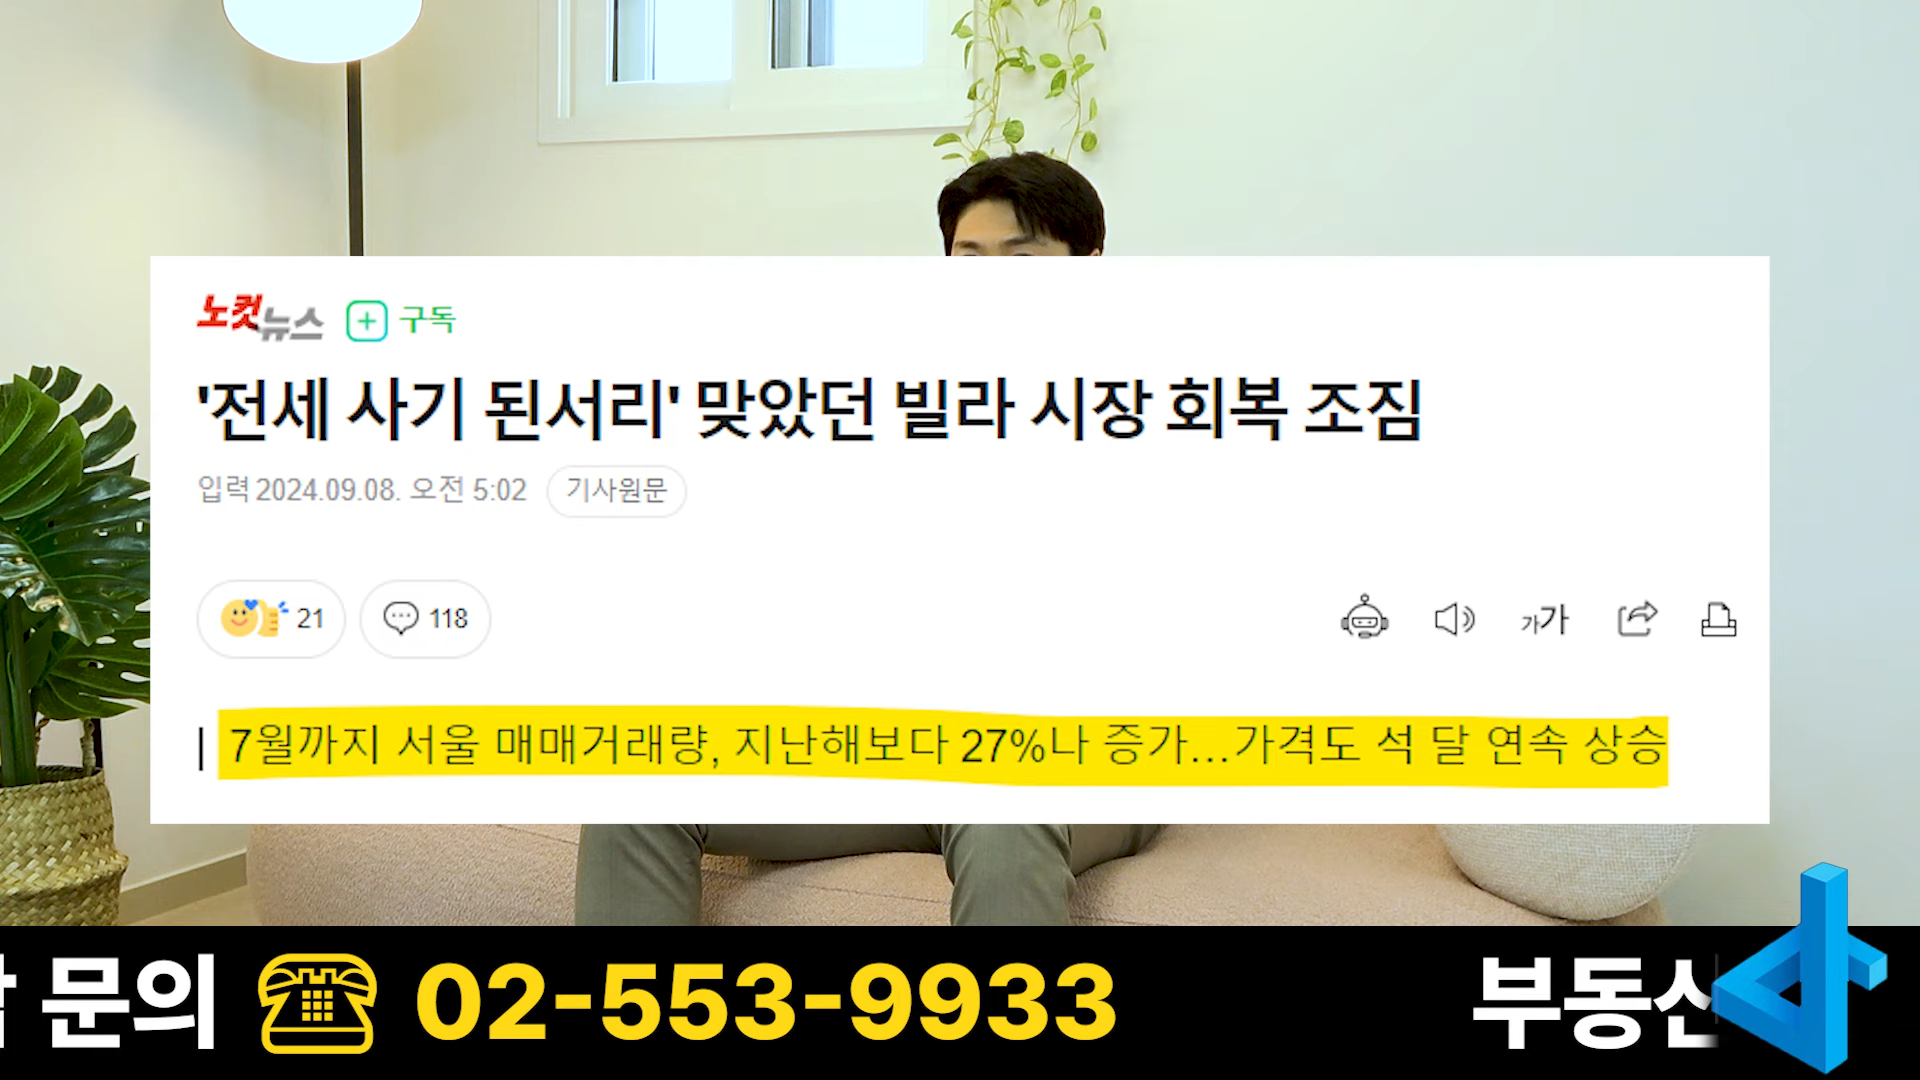 노컷뉴스 구독
'전세 사기 된서리' 맞았던 빌라 시장 회복 조짐
입력 2024.09.08. 오전 5:02 기사원문
21 118
가가
7월까지 서울 매매거래량, 지난해보다 27%나 증가...가격도 석 달 연속 상승
문의 02-553-9933 부동산